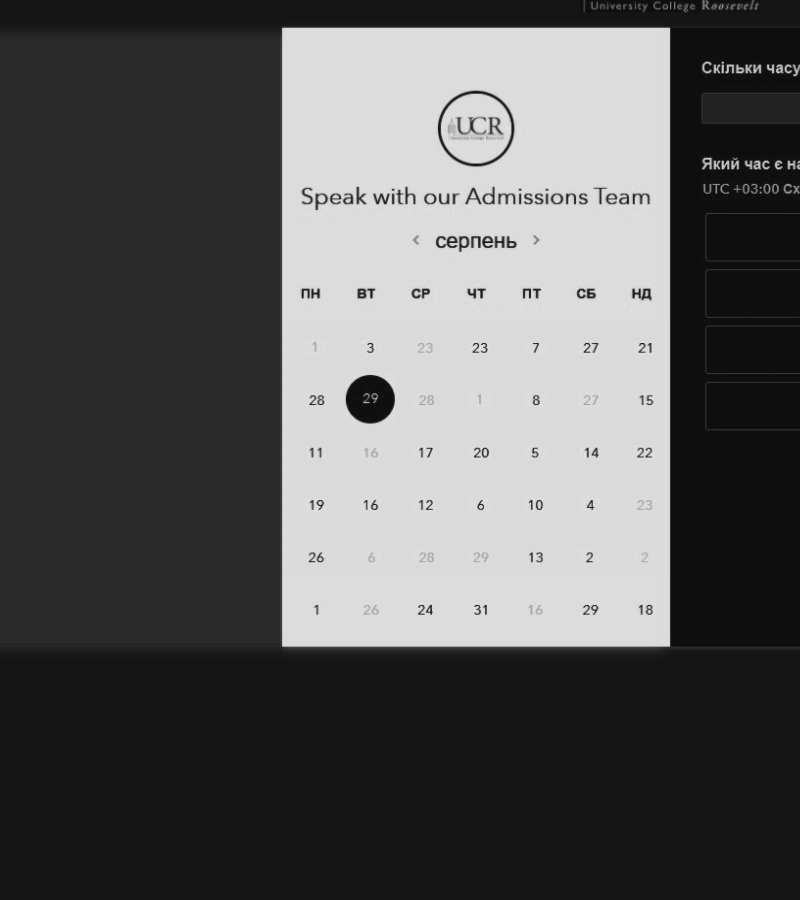 University College Roosevelt
UCR
Speak with our Admissions Team
< серпень >
ПН ВТ СР ЧТ ПТ СБ НД
1 3 23 23 7 27 21
28 29 28 1 8 27 15
11 16 17 20 5 14 22
19 16 12 6 10 4 23
26 6 28 29 13 2 2
1 26 24 31 16 29 18
Скільки часу
Який час є на
UTC +03:00 Сх